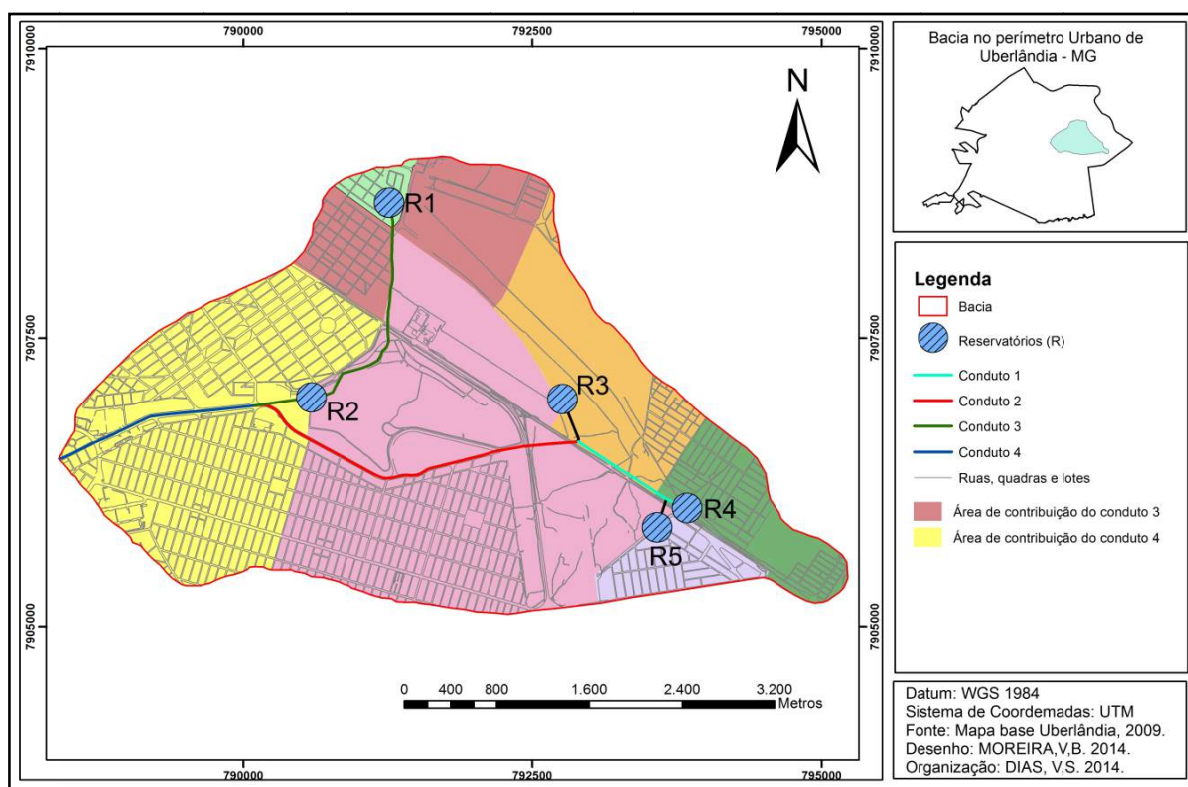 790000
792500
795000
7910000
7910000
7907500
7907500
7905000
7905000
790000
792500
795000
N
R1
R2
R3
R4
R5
0 400 800 1.600 2.400 3.200
Metros
Bacia no perímetro Urbano de
Uberlândia - MG
Legenda
Bacia
Reservatórios (R)
Conduto 1
Conduto 2
Conduto 3
Conduto 4
Ruas, quadras e lotes
Área de contribuição do conduto 3
Área de contribuição do conduto 4
Datum: WGS 1984
Sistema de Coordemadas: UTM
Fonte: Mapa base Uberlândia, 2009.
Desenho: MOREIRA,V,B. 2014.
Organização: DIAS, V.S. 2014.